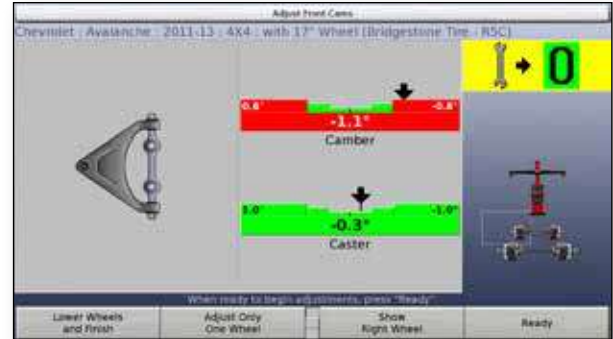 Adjust Front Cams
Chevrolet : Avalanche : 2011-13 : 4X4 : with 17" Wheel (Bridgestone Tire - R5C)
0
0.6° -0.8°
-1.1°
Camber
1.0° -1.0°
-0.3°
Caster
When ready to begin adjustments, press "Ready".
Lower Wheels
and Finish
Adjust Only
One Wheel
Show
Right Wheel
Ready